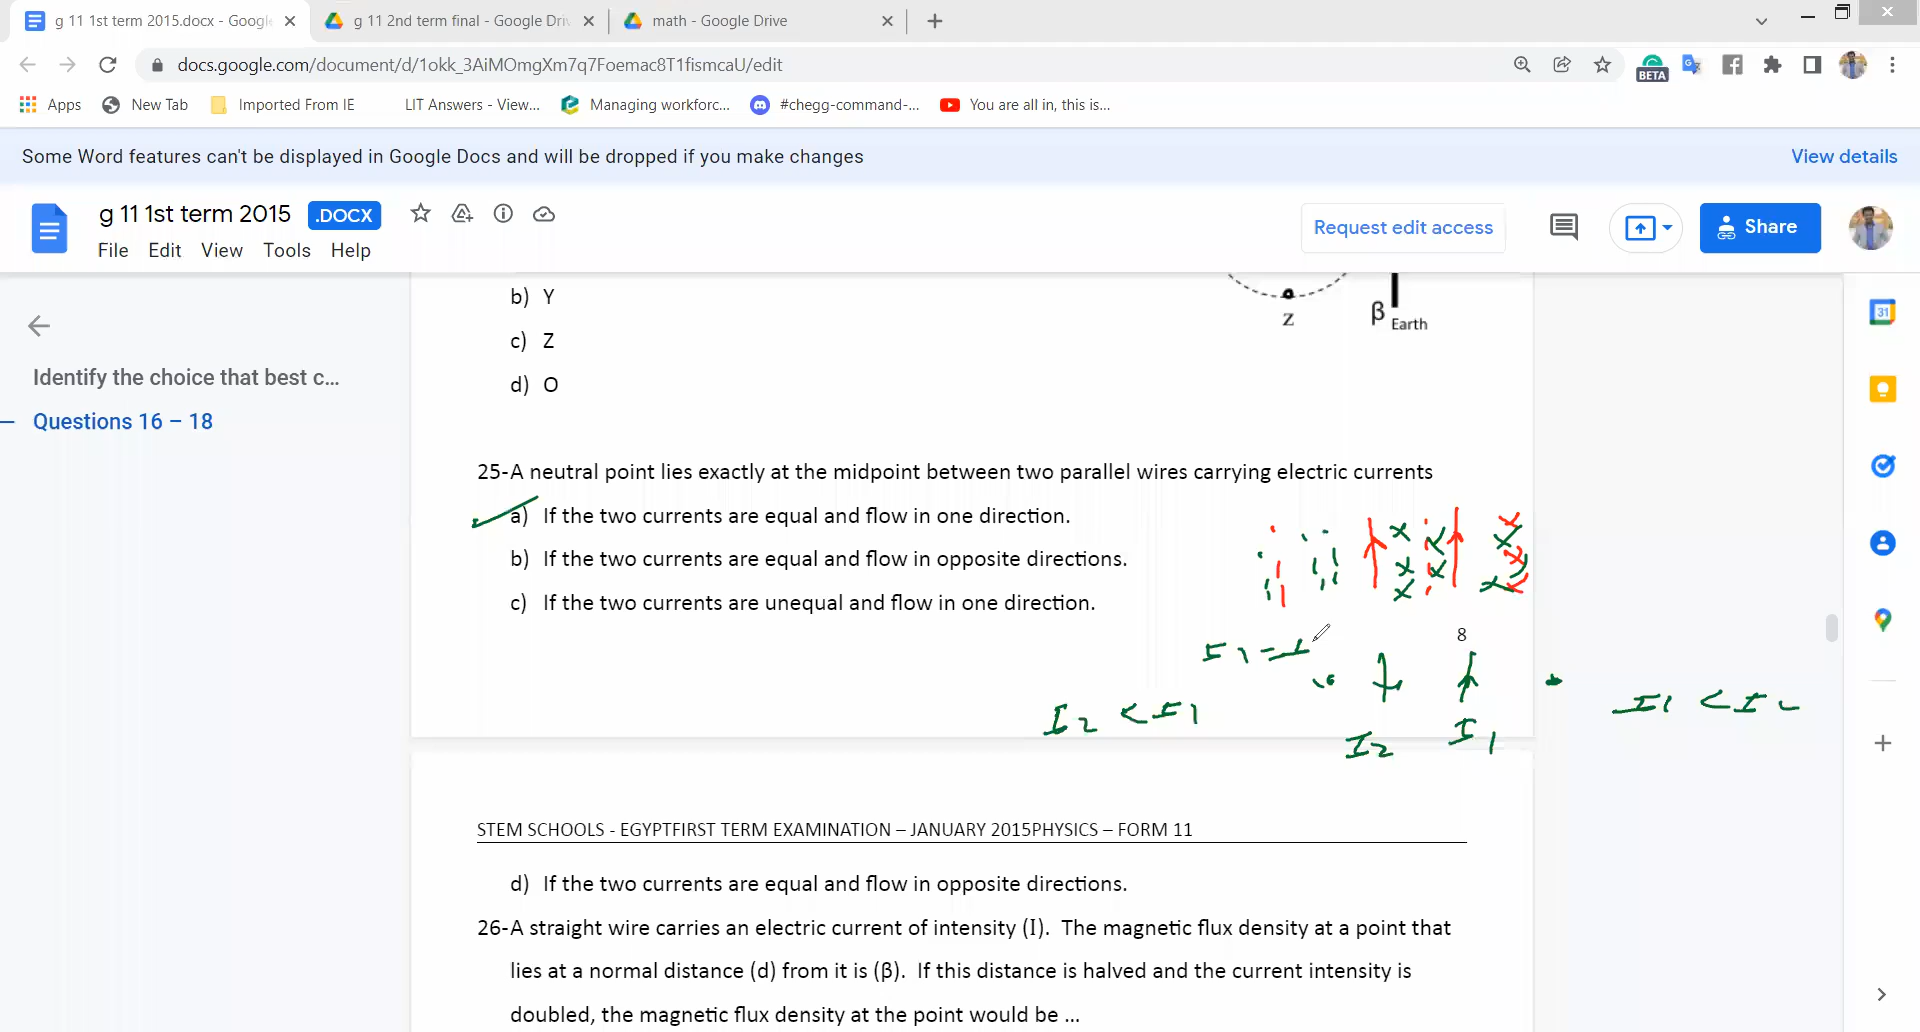 g 11 1st term 2015.docx - Google
g 11 2nd term final - Google Driv
math - Google Drive
docs.google.com/document/d/1okk_3AiMOmgXm7q7Foemac8T1fismcaU/edit
BETA
Apps
New Tab
Imported From IE
LIT Answers - View...
Managing workforc...
#chegg-command-...
You are all in, this is...
Some Word features can't be displayed in Google Docs and will be dropped if you make changes
View details
g 11 1st term 2015
.DOCX
Request edit access
Share
File Edit View Tools Help
31
b) Y
c) Z
d) O
Z
β Earth
Identify the choice that best c...
Questions 16 – 18
25-A neutral point lies exactly at the midpoint between two parallel wires carrying electric currents
a) If the two currents are equal and flow in one direction.
b) If the two currents are equal and flow in opposite directions.
c) If the two currents are unequal and flow in one direction.
8
I1 = I
I2 < I1
I2
I1
I1 < I2
STEM SCHOOLS - EGYPTFIRST TERM EXAMINATION – JANUARY 2015PHYSICS – FORM 11
d) If the two currents are equal and flow in opposite directions.
26-A straight wire carries an electric current of intensity (I). The magnetic flux density at a point that
lies at a normal distance (d) from it is (β). If this distance is halved and the current intensity is
doubled, the magnetic flux density at the point would be ...